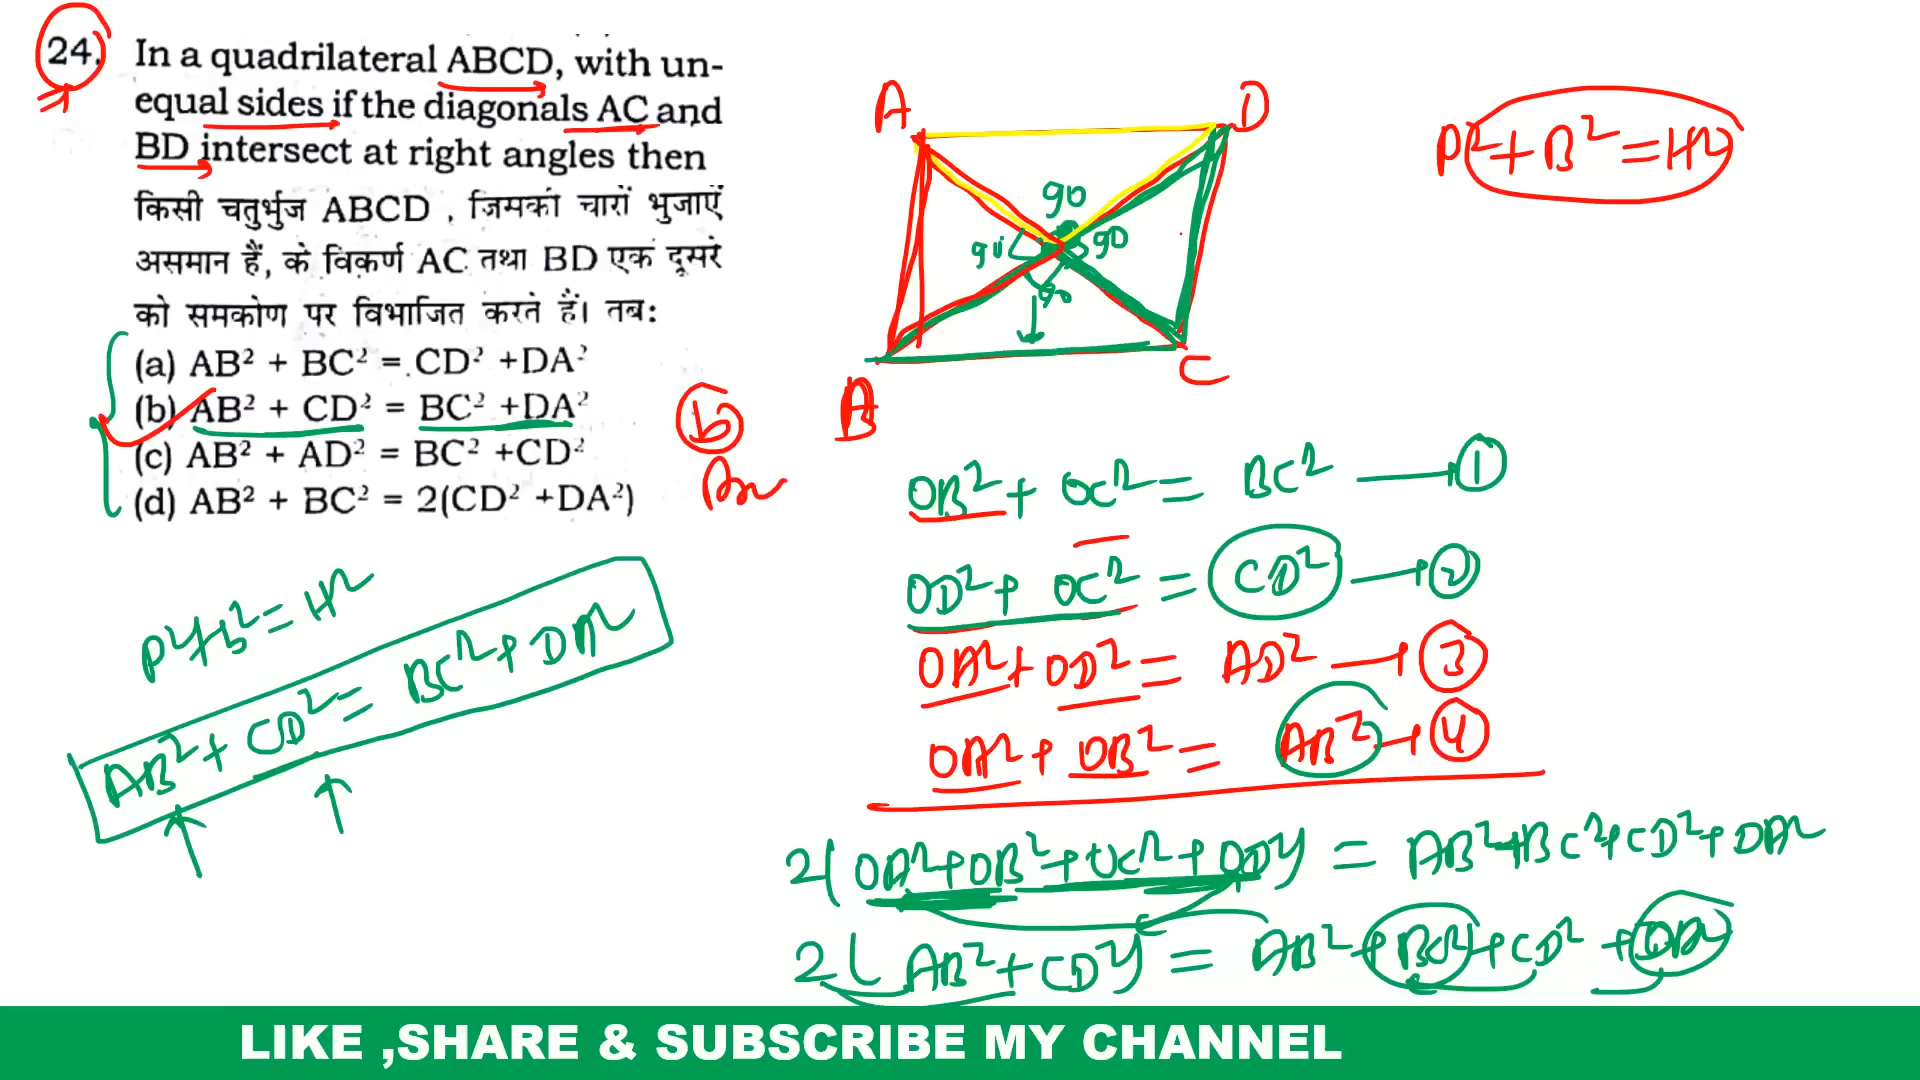 24. In a quadrilateral ABCD, with un-
equal sides if the diagonals AC and
BD intersect at right angles then
किसी चतुर्भुज ABCD , जिमकी चारों भुजाएँ
असमान हैं, के विकर्ण AC तथा BD एक दूसरे
को समकोण पर विभाजित करते हैं। तब:
(a) AB² + BC² = CD² +DA²
(b) AB² + CD² = BC² +DA²
(c) AB² + AD² = BC² +CD²
(d) AB² + BC² = 2(CD² +DA²)
b
Ans
P²+b²=H²
AB²+CD²=BC²+DA²
A
D
90
90
90
90
B
C
P²+B²=H²
OB²+OC²=BC² → 1
OD²+OC²=CD² → 2
OA²+OD²=AD² → 3
OA²+OB²=AB² → 4
2(OA²+OB²+OC²+OD²)=AB²+BC²+CD²+DA²
2(AB²+CD²)=AB²+BC²+CD²+DA²
LIKE ,SHARE & SUBSCRIBE MY CHANNEL